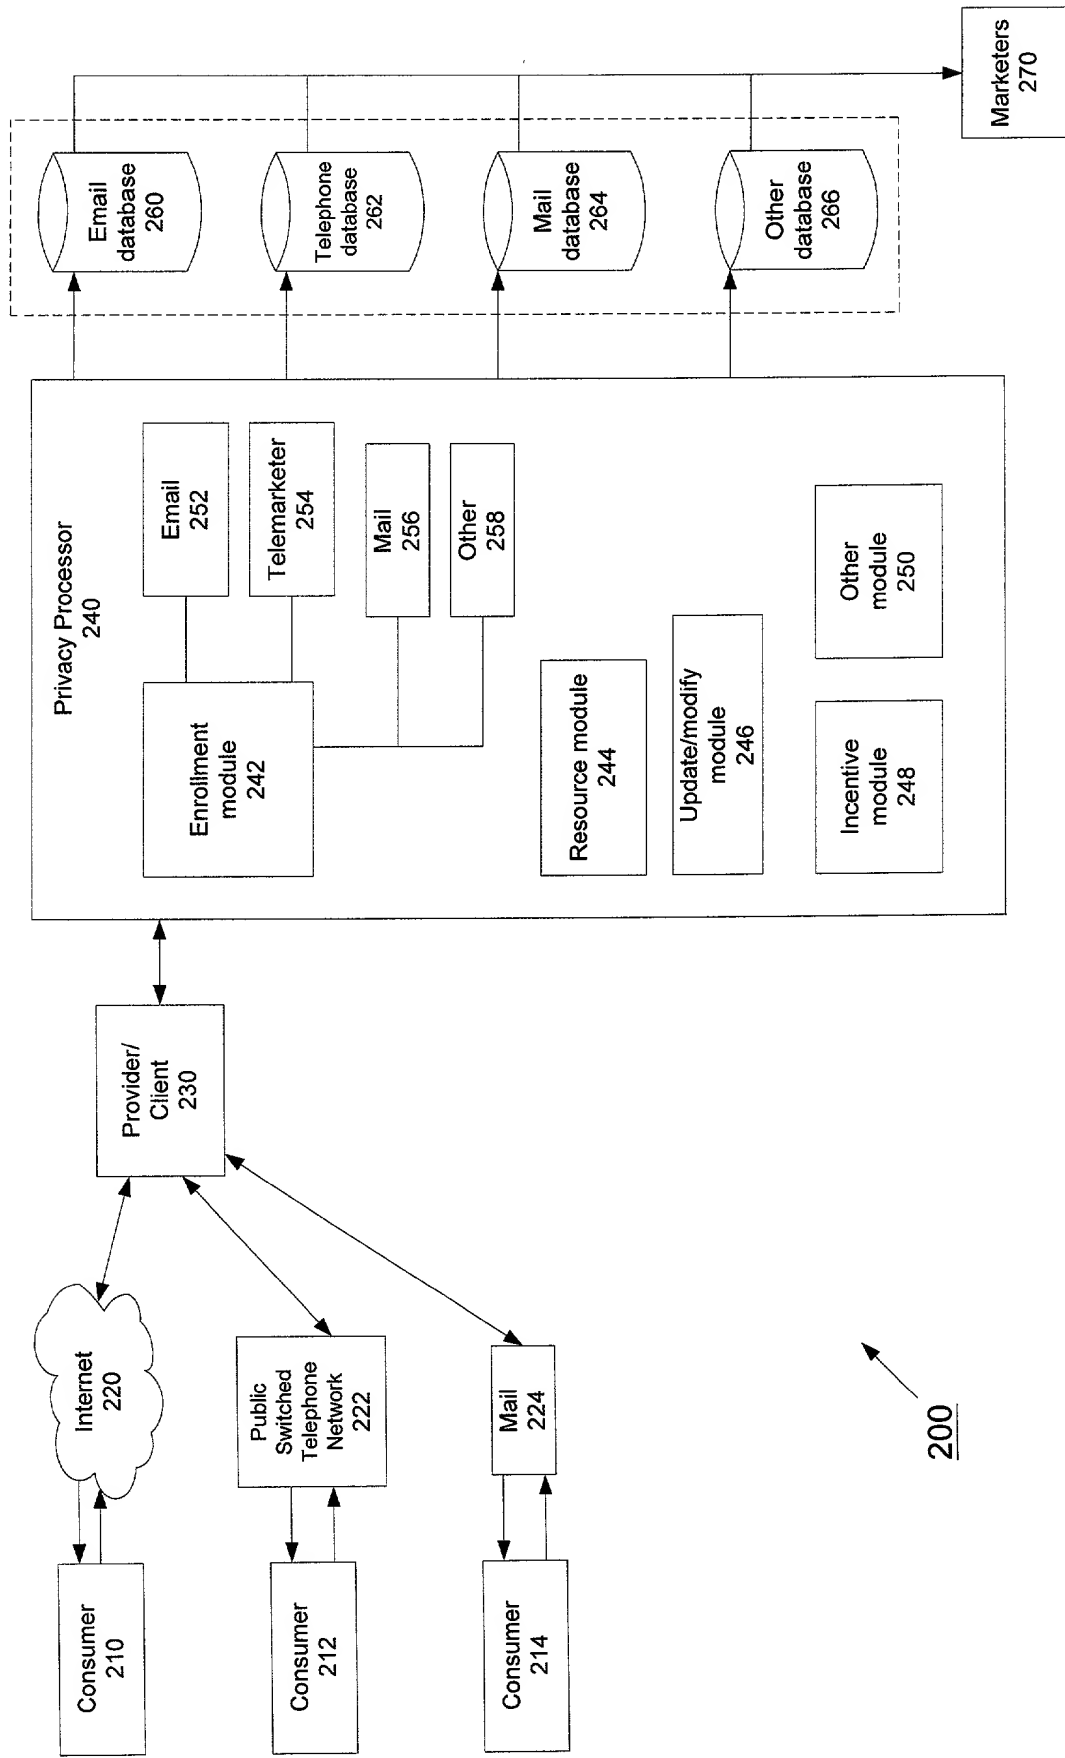 Consumer
210
Consumer
212
Consumer
214
Internet
220
Public
Switched
Telephone
Network
222
Mail
224
Provider/
Client
230
Privacy Processor
240
Enrollment
module
242
Email
252
Telemarketer
254
Mail
256
Other
258
Resource module
244
Update/modify
module
246
Incentive
module
248
Other
module
250
Email
database
260
Telephone
database
262
Mail
database
264
Other
database
266
Marketers
270
200